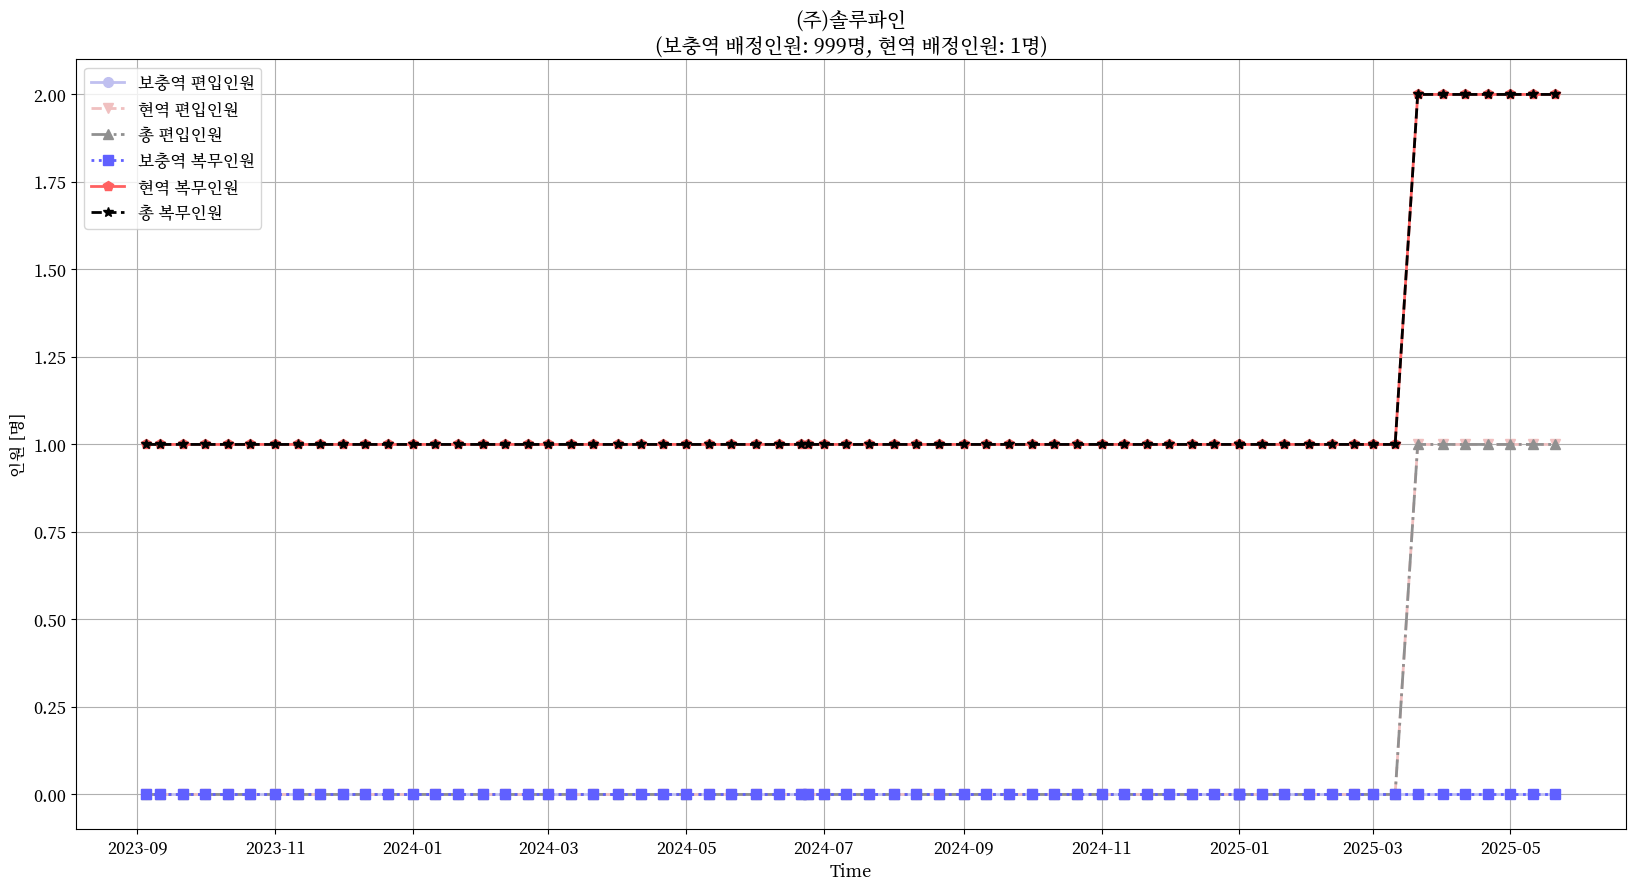 (주)솔루파인
(보충역 배정인원: 999명, 현역 배정인원: 1명)
보충역 편입인원
현역 편입인원
총 편입인원
보충역 복무인원
현역 복무인원
총 복무인원
2.00
1.75
1.50
1.25
1.00
0.75
0.50
0.25
0.00
인원 [명]
2023-09 2023-11 2024-01 2024-03 2024-05 2024-07 2024-09 2024-11 2025-01 2025-03 2025-05
Time